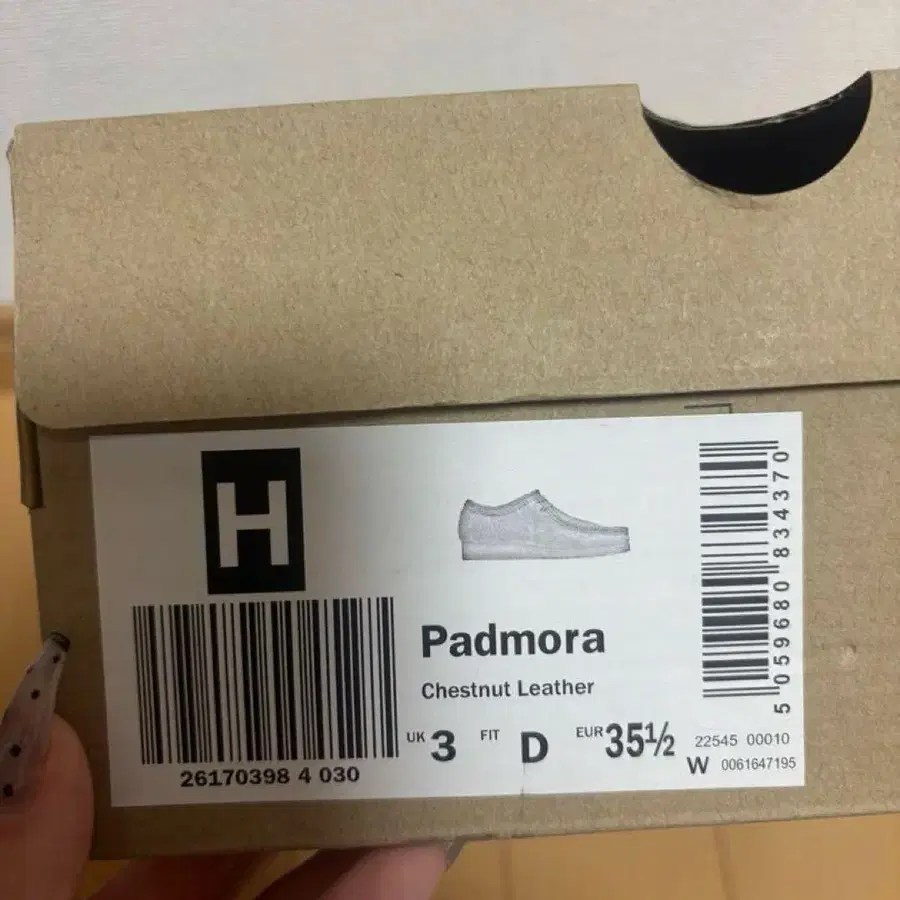 H
26170398 4 030
Padmora
Chestnut Leather
UK 3 FIT D EUR 35½
22545 00010
W 0061647195
5 059680 834370